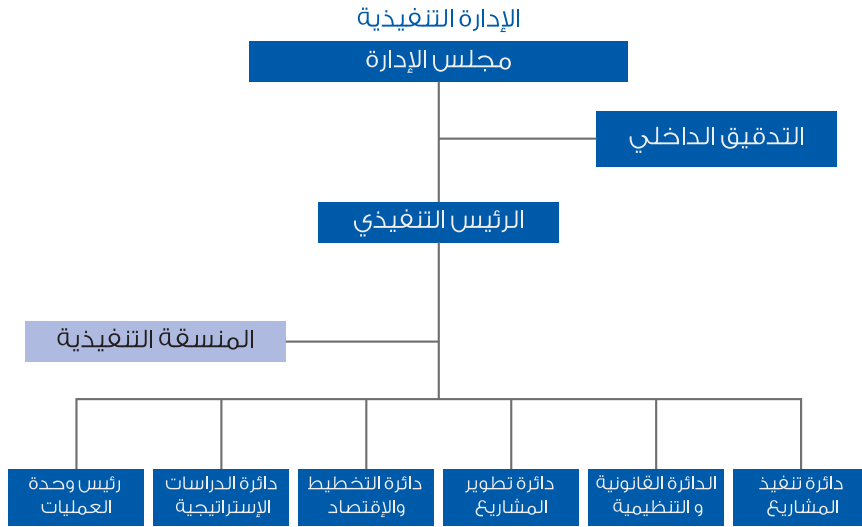 الإدارة التنفيذية
مجلس الإدارة
التدقيق الداخلي
الرئيس التنفيذي
المنسقة التنفيذية
دائرة تنفيذ
المشاريع
الدائرة القانونية
و التنظيمية
دائرة تطوير
المشاريع
دائرة التخطيط
والإقتصاد
دائرة الدراسات
الإستراتيجية
رئيس وحدة
العمليات